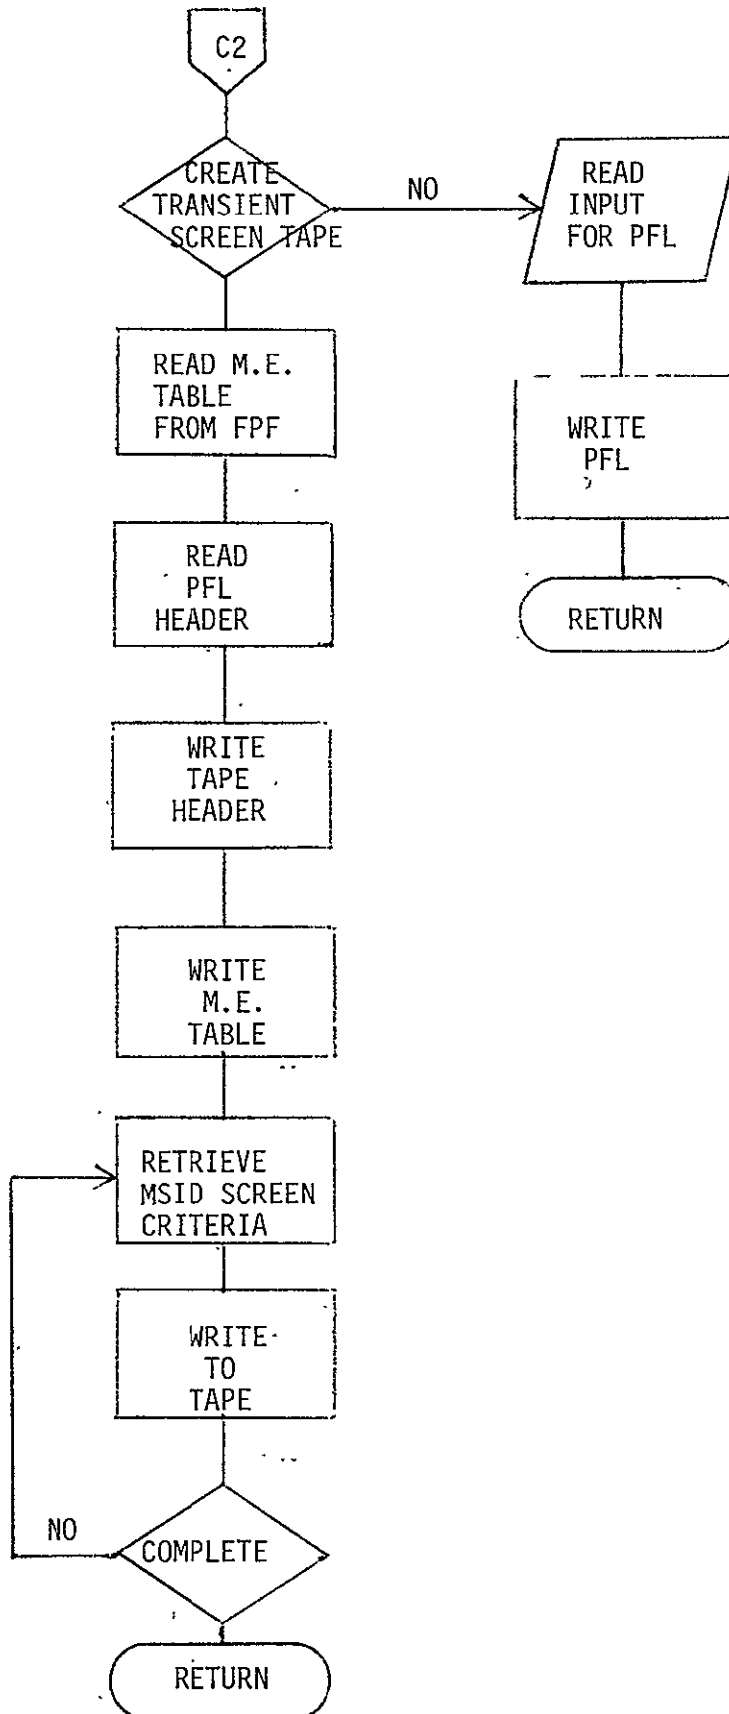 C2
CREATE
TRANSIENT
SCREEN TAPE
NO
READ
INPUT
FOR PFL
READ M.E.
TABLE
FROM FPF
WRITE
PFL
READ
PFL
HEADER
RETURN
WRITE
TAPE
HEADER
WRITE
M.E.
TABLE
RETRIEVE
MSID SCREEN
CRITERIA
WRITE
TO
TAPE
NO
COMPLETE
RETURN